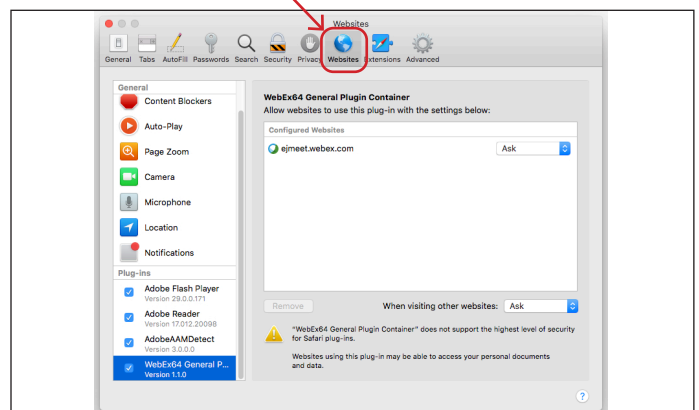 Websites
General Tabs AutoFill Passwords Search Security Privacy Websites Extensions Advanced
General
Content Blockers
Auto-Play
Page Zoom
Camera
Microphone
Location
Notifications
Plug-ins
Adobe Flash Player
Version 29.0.0.171
Adobe Reader
Version 17.012.20098
AdobeAAMDetect
Version 3.0.0.0
WebEx64 General P...
Version 1.1.0
WebEx64 General Plugin Container
Allow websites to use this plug-in with the settings below:
Configured Websites
ejmeet.webex.com Ask
Remove When visiting other websites: Ask
"WebEx64 General Plugin Container" does not support the highest level of security
for Safari plug-ins.
Websites using this plug-in may be able to access your personal documents
and data.
?